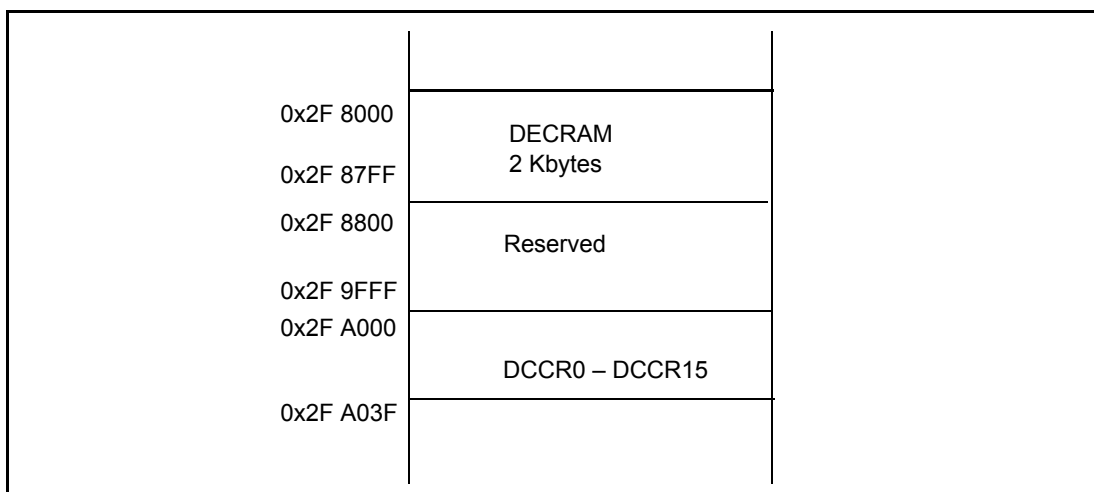 0x2F 8000
DECRAM
2 Kbytes
0x2F 87FF
0x2F 8800
Reserved
0x2F 9FFF
0x2F A000
DCCR0 – DCCR15
0x2F A03F